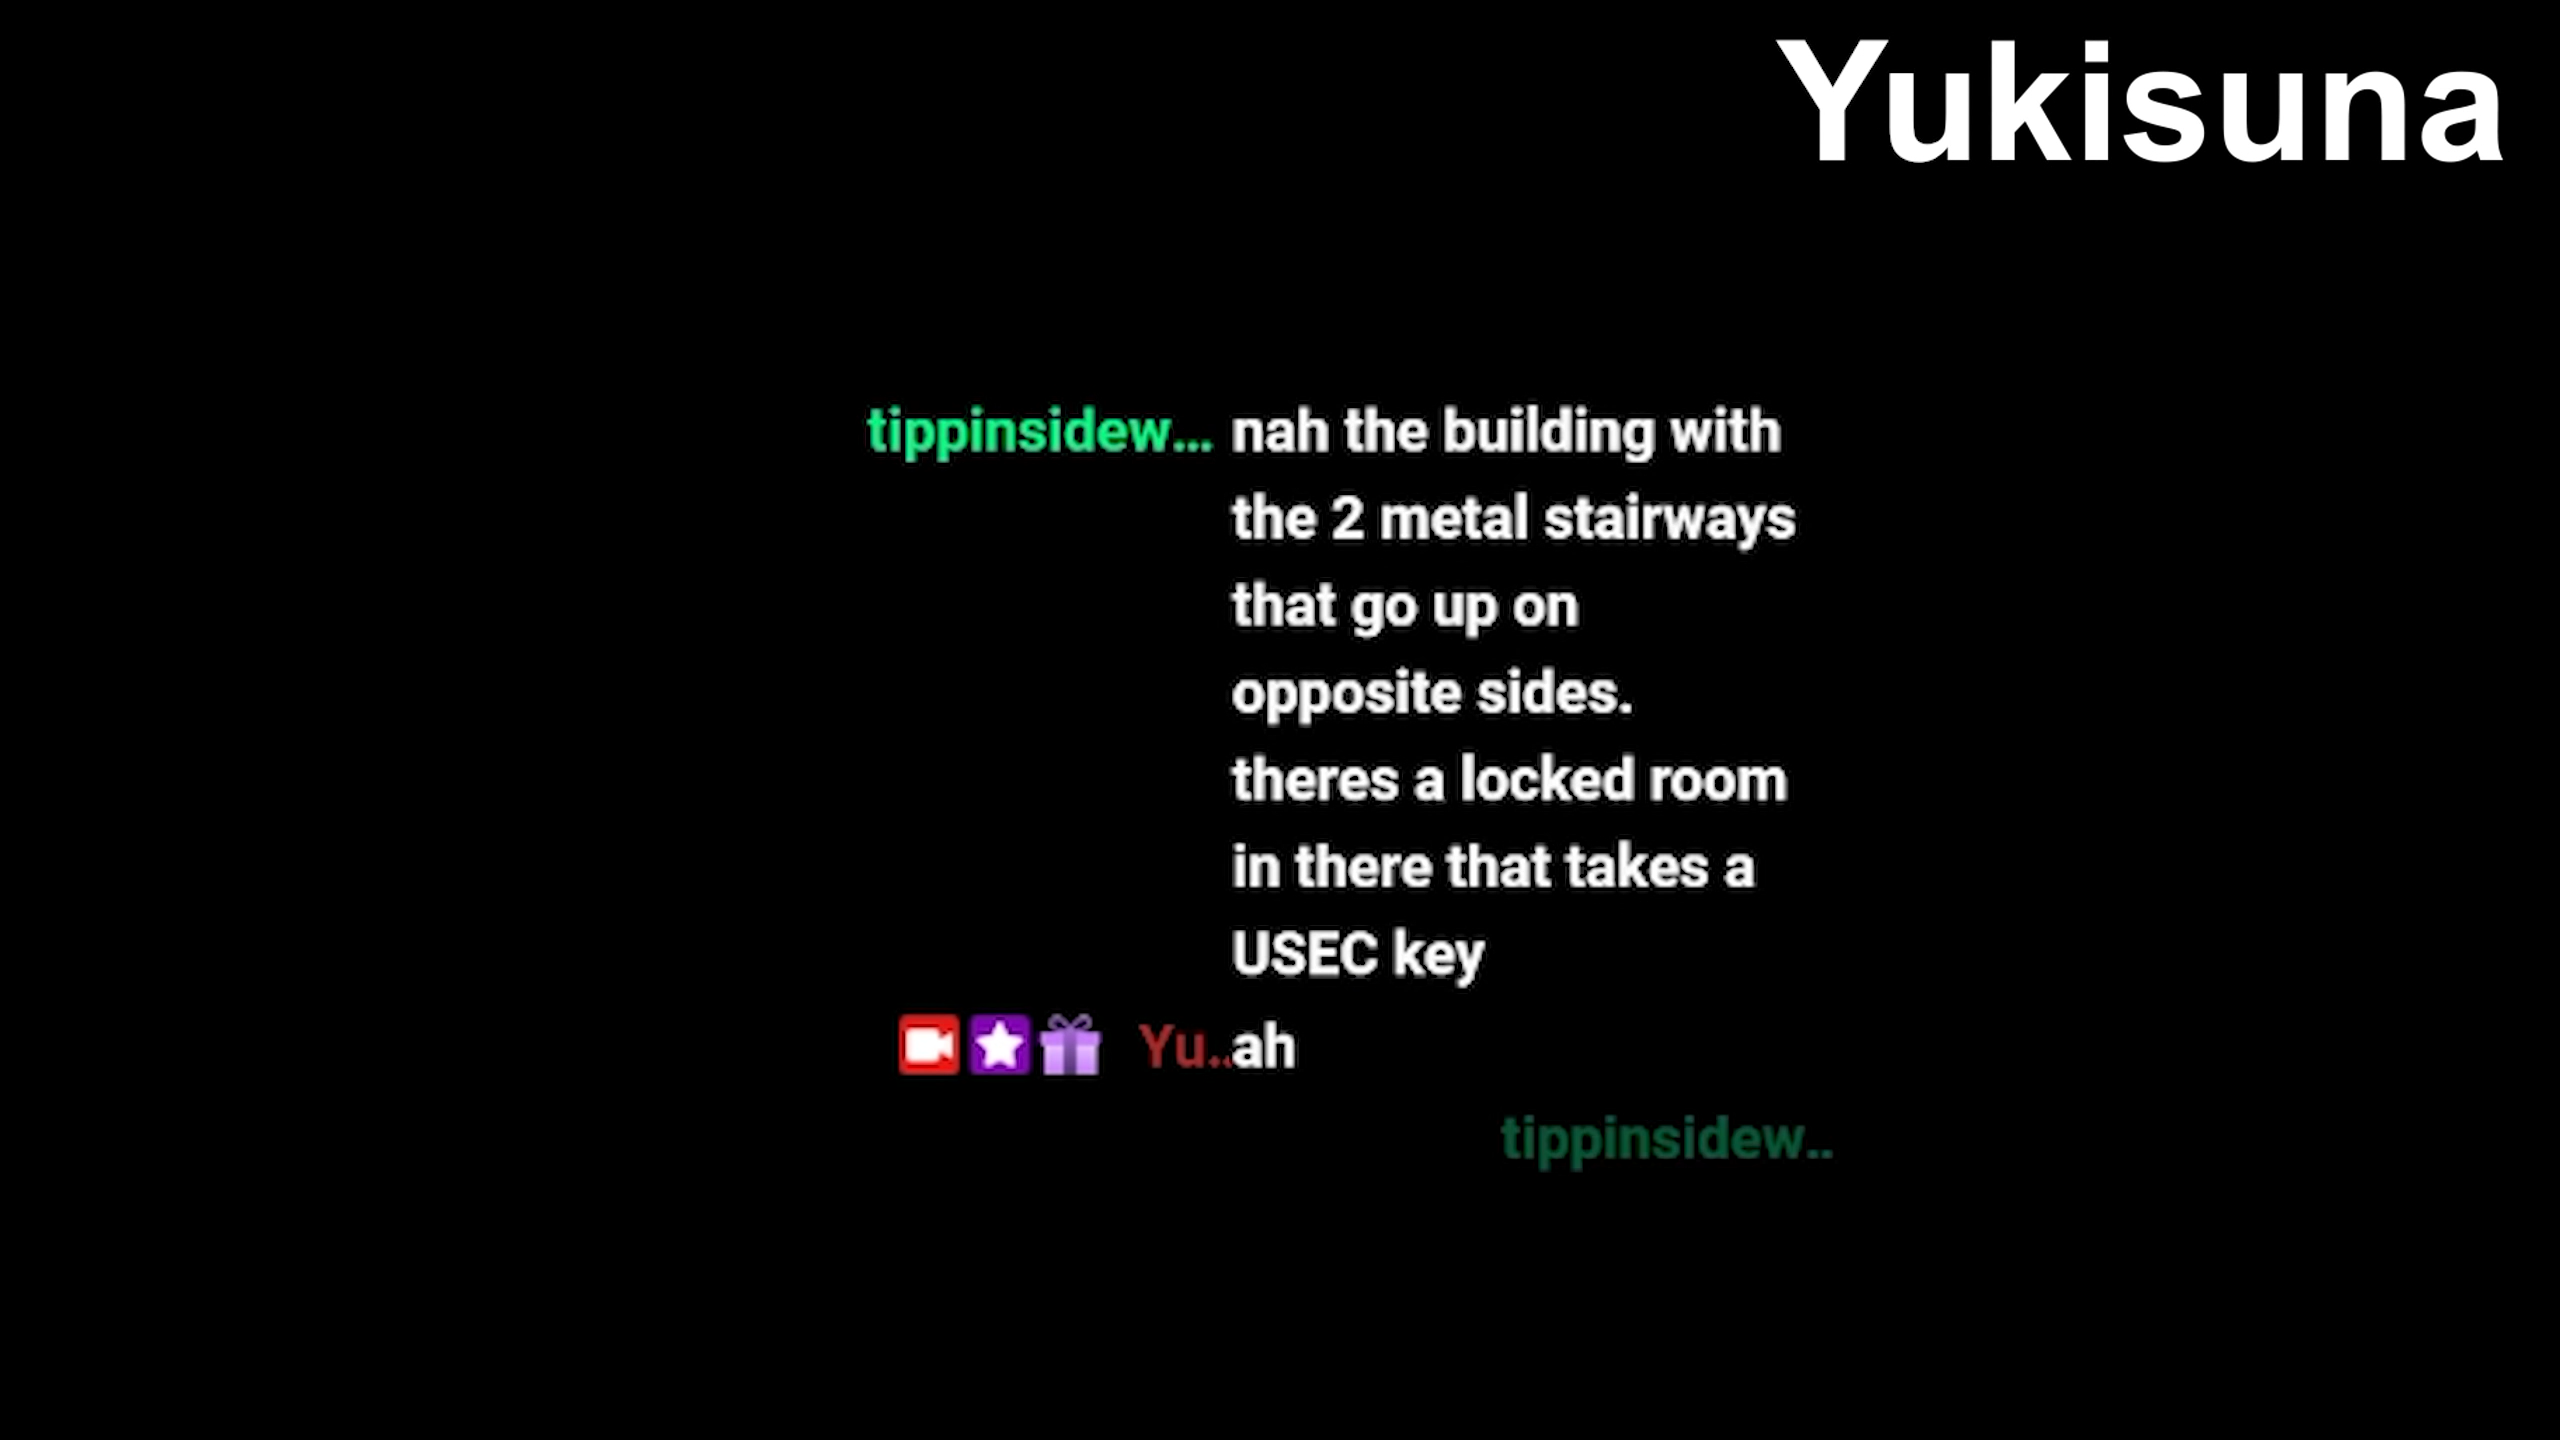 Yukisuna
tippinsidew... nah the building with
the 2 metal stairways
that go up on
opposite sides.
theres a locked room
in there that takes a
USEC key
Yu.. ah
tippinsidew..